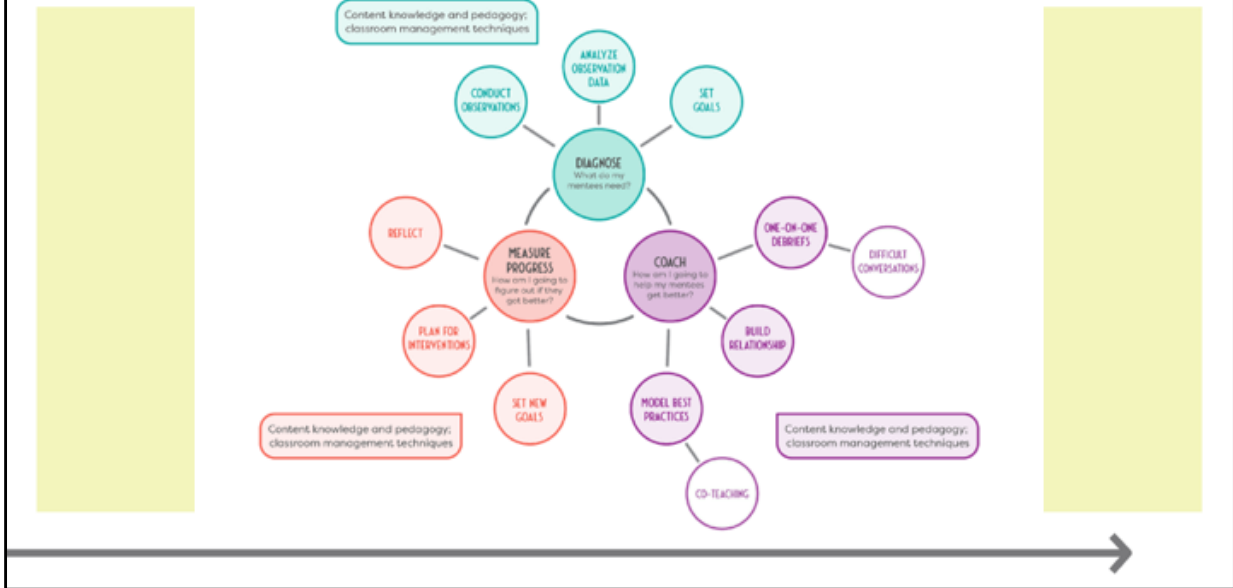 Content knowledge and pedagogy;
classroom management techniques
ANALYZE
OBSERVATION
DATA
CONDUCT
OBSERVATIONS
SET
GOALS
DIAGNOSE
What do my
mentees need?
REFLECT
MEASURE
PROGRESS
How am I going to
figure out if they
got better?
COACH
How am I going to
help my mentees
get better?
ONE-ON-ONE
DEBRIEFS
DIFFICULT
CONVERSATIONS
PLAN FOR
INTERVENTIONS
BUILD
RELATIONSHIP
SET NEW
GOALS
MODEL BEST
PRACTICES
Content knowledge and pedagogy;
classroom management techniques
Content knowledge and pedagogy;
classroom management techniques
CO-TEACHING